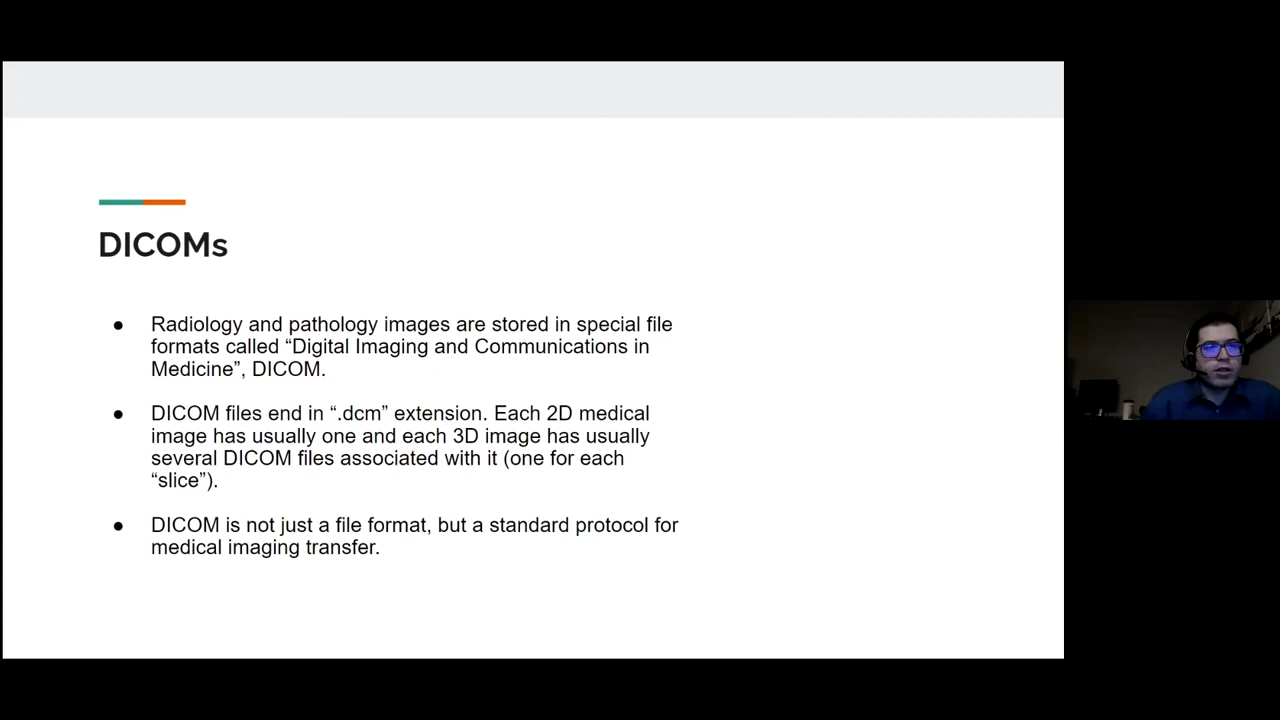 DICOMs
● Radiology and pathology images are stored in special file
formats called “Digital Imaging and Communications in
Medicine”, DICOM.
● DICOM files end in “.dcm” extension. Each 2D medical
image has usually one and each 3D image has usually
several DICOM files associated with it (one for each
“slice”).
● DICOM is not just a file format, but a standard protocol for
medical imaging transfer.